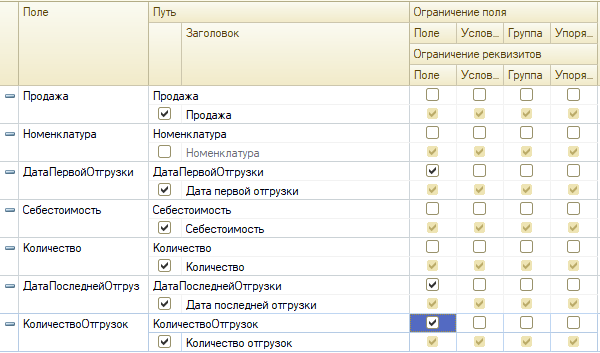 Поле Путь Ограничение поля
Заголовок Поле Услов... Группа Упоря...
Ограничение реквизитов
Поле Услов... Группа Упоря...
Продажа Продажа
Продажа
Номенклатура Номенклатура
Номенклатура
ДатаПервойОтгрузки ДатаПервойОтгрузки
Дата первой отгрузки
Себестоимость Себестоимость
Себестоимость
Количество Количество
Количество
ДатаПоследнейОтгруз ДатаПоследнейОтгрузки
Дата последней отгрузки
КоличествоОтгрузок КоличествоОтгрузок
Количество отгрузок